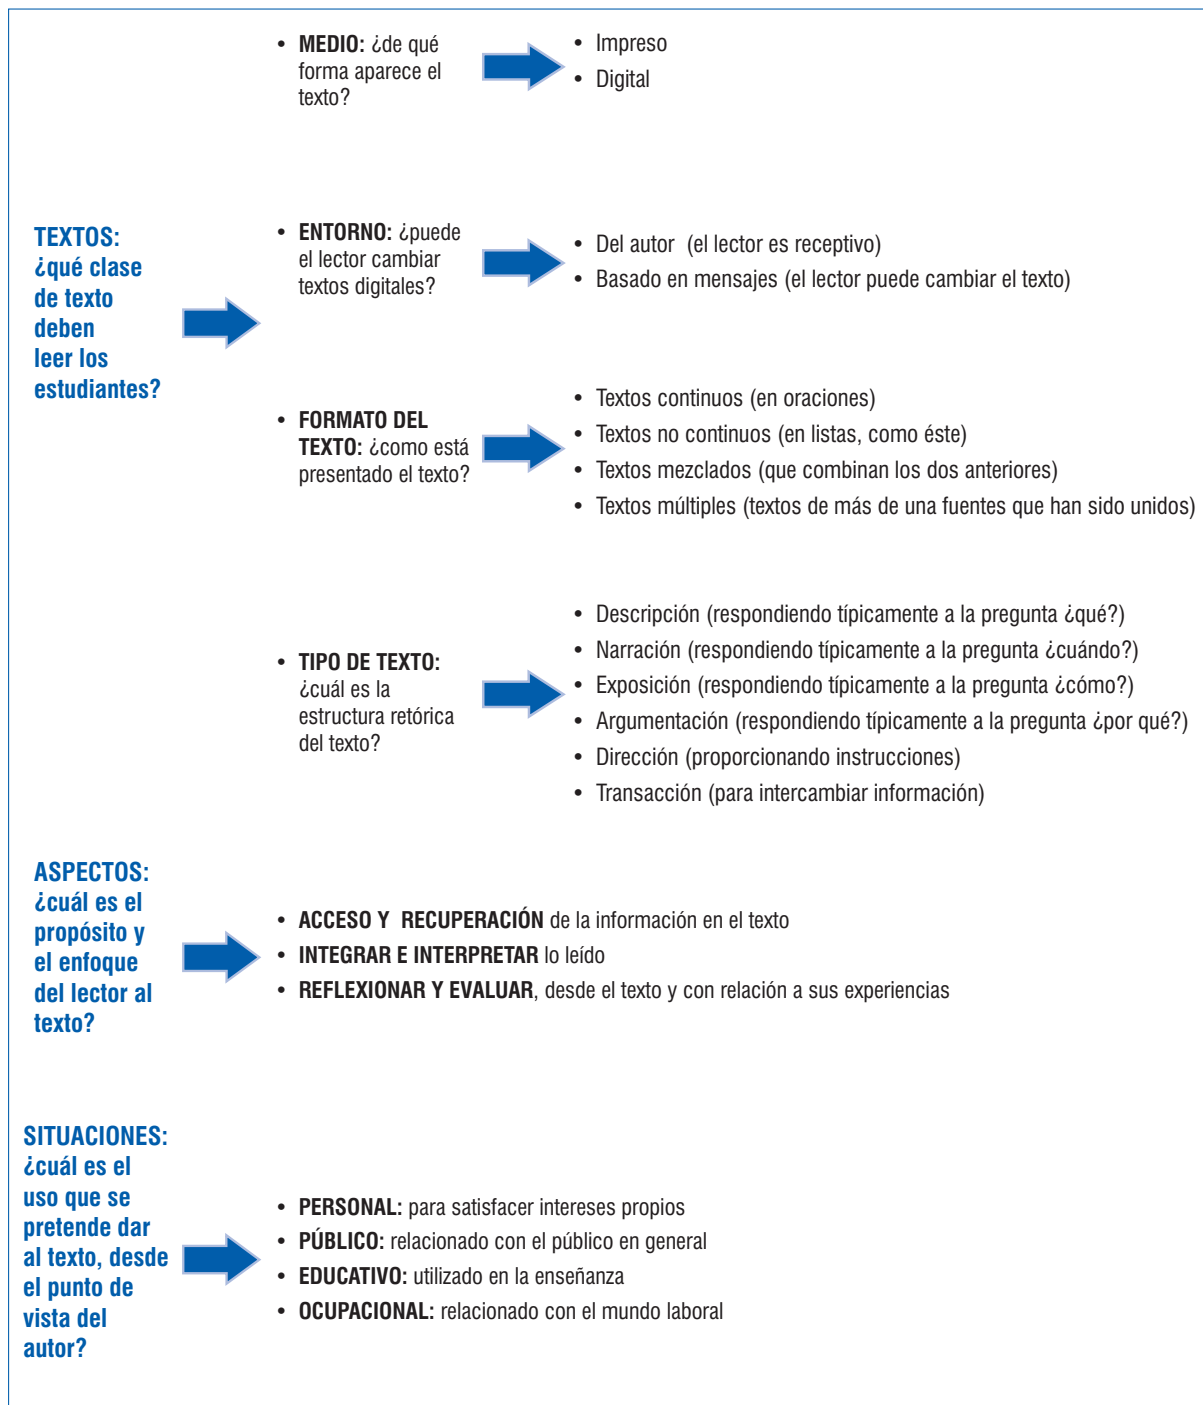 • MEDIO: ¿de qué
forma aparece el
texto?
• Impreso
• Digital
TEXTOS:
¿qué clase
de texto
deben
leer los
estudiantes?
• ENTORNO: ¿puede
el lector cambiar
textos digitales?
• Del autor (el lector es receptivo)
• Basado en mensajes (el lector puede cambiar el texto)
• FORMATO DEL
TEXTO: ¿como está
presentado el texto?
• Textos continuos (en oraciones)
• Textos no continuos (en listas, como éste)
• Textos mezclados (que combinan los dos anteriores)
• Textos múltiples (textos de más de una fuentes que han sido unidos)
• TIPO DE TEXTO:
¿cuál es la
estructura retórica
del texto?
• Descripción (respondiendo típicamente a la pregunta ¿qué?)
• Narración (respondiendo típicamente a la pregunta ¿cuándo?)
• Exposición (respondiendo típicamente a la pregunta ¿cómo?)
• Argumentación (respondiendo típicamente a la pregunta ¿por qué?)
• Dirección (proporcionando instrucciones)
• Transacción (para intercambiar información)
ASPECTOS:
¿cuál es el
propósito y
el enfoque
del lector al
texto?
• ACCESO Y RECUPERACIÓN de la información en el texto
• INTEGRAR E INTERPRETAR lo leído
• REFLEXIONAR Y EVALUAR, desde el texto y con relación a sus experiencias
SITUACIONES:
¿cuál es el
uso que se
pretende dar
al texto, desde
el punto de
vista del
autor?
• PERSONAL: para satisfacer intereses propios
• PÚBLICO: relacionado con el público en general
• EDUCATIVO: utilizado en la enseñanza
• OCUPACIONAL: relacionado con el mundo laboral